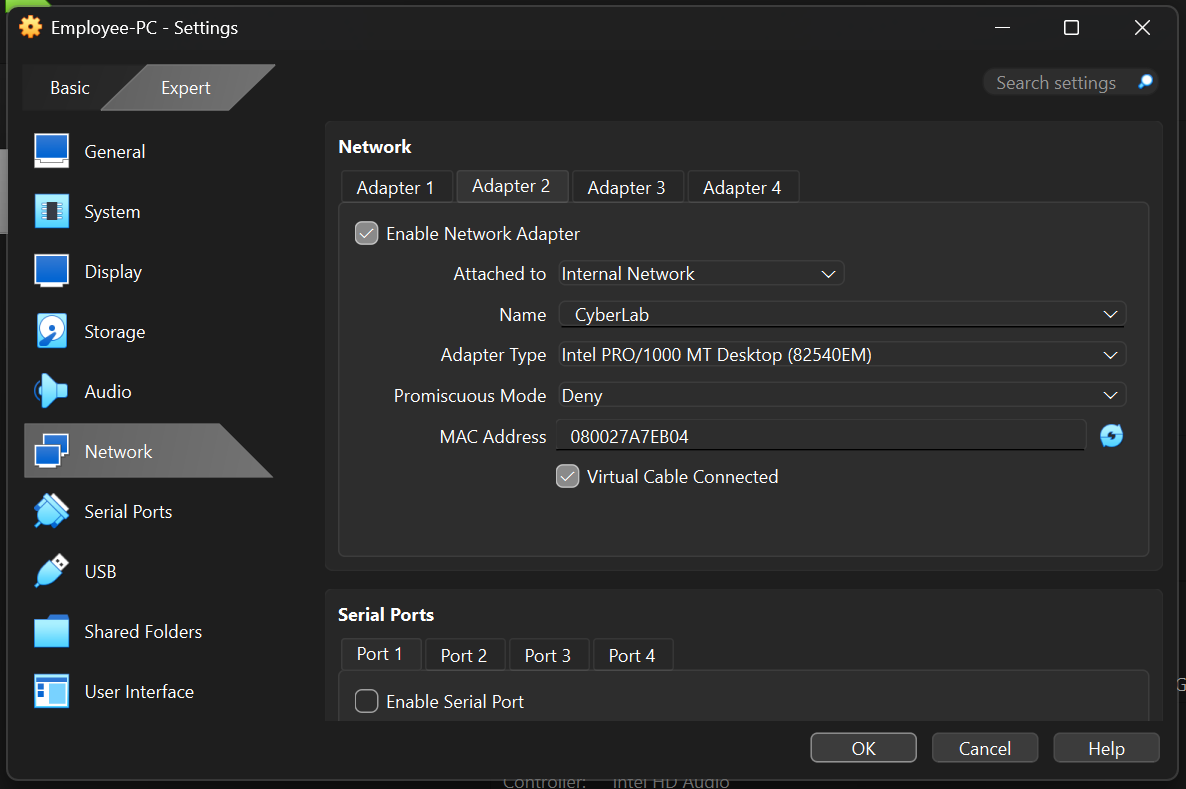 Employee-PC - Settings
Basic
Expert
Search settings
General
System
Display
Storage
Audio
Network
Serial Ports
USB
Shared Folders
User Interface
Network
Adapter 1 Adapter 2 Adapter 3 Adapter 4
Enable Network Adapter
Attached to Internal Network
Name CyberLab
Adapter Type Intel PRO/1000 MT Desktop (82540EM)
Promiscuous Mode Deny
MAC Address 080027A7EB04
Virtual Cable Connected
Serial Ports
Port 1 Port 2 Port 3 Port 4
Enable Serial Port
OK Cancel Help
Controller: Intel HD Audio